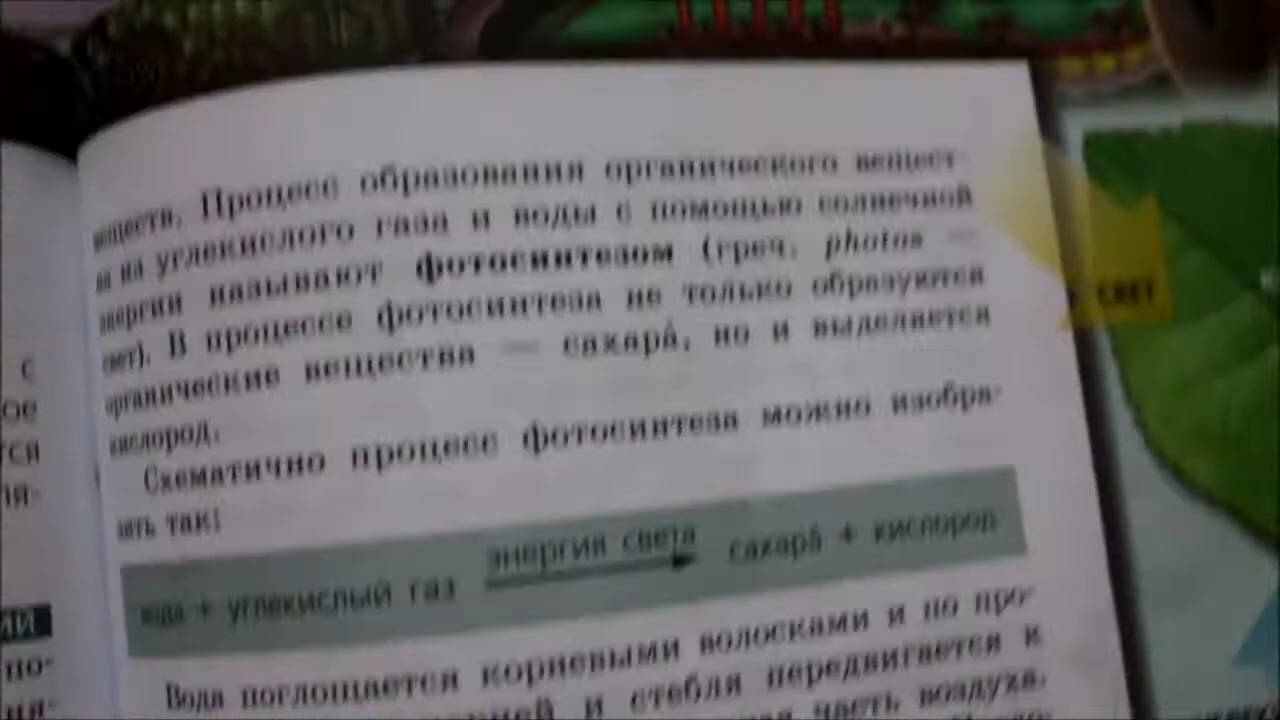 веществ. Процесс образования органического вещест-
ва из углекислого газа и воды с помощью солнечной
энергии называют фотосинтезом (греч. photos —
свет). В процессе фотосинтеза не только образуются
органические вещества — сахара́, но и выделяется
кислород.
Схематично процесс фотосинтеза можно изобра-
зить так:
вода + углекислый газ энергия света сахара́ + кислород
Вода поглощается корневыми волосками и по про-
корней и стебля передвигается к
часть воздуха.
СВЕТ